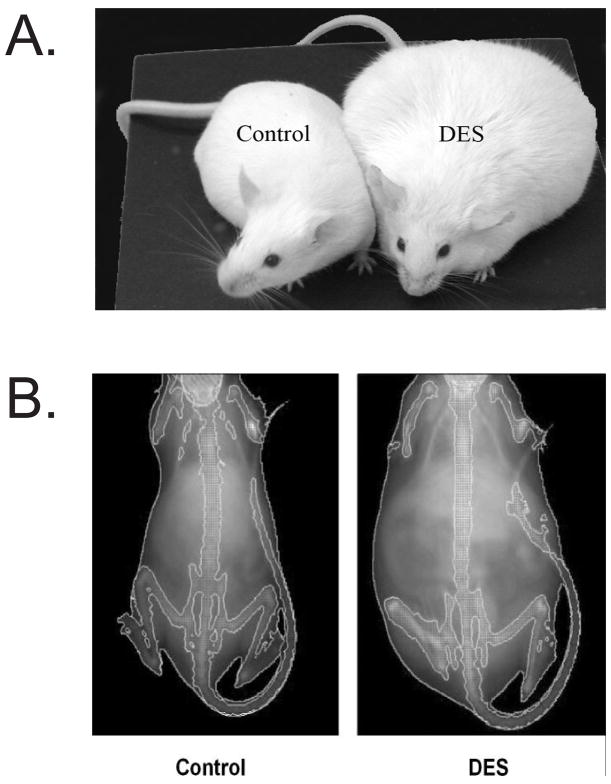 A.
Control
DES
B.
Control
DES